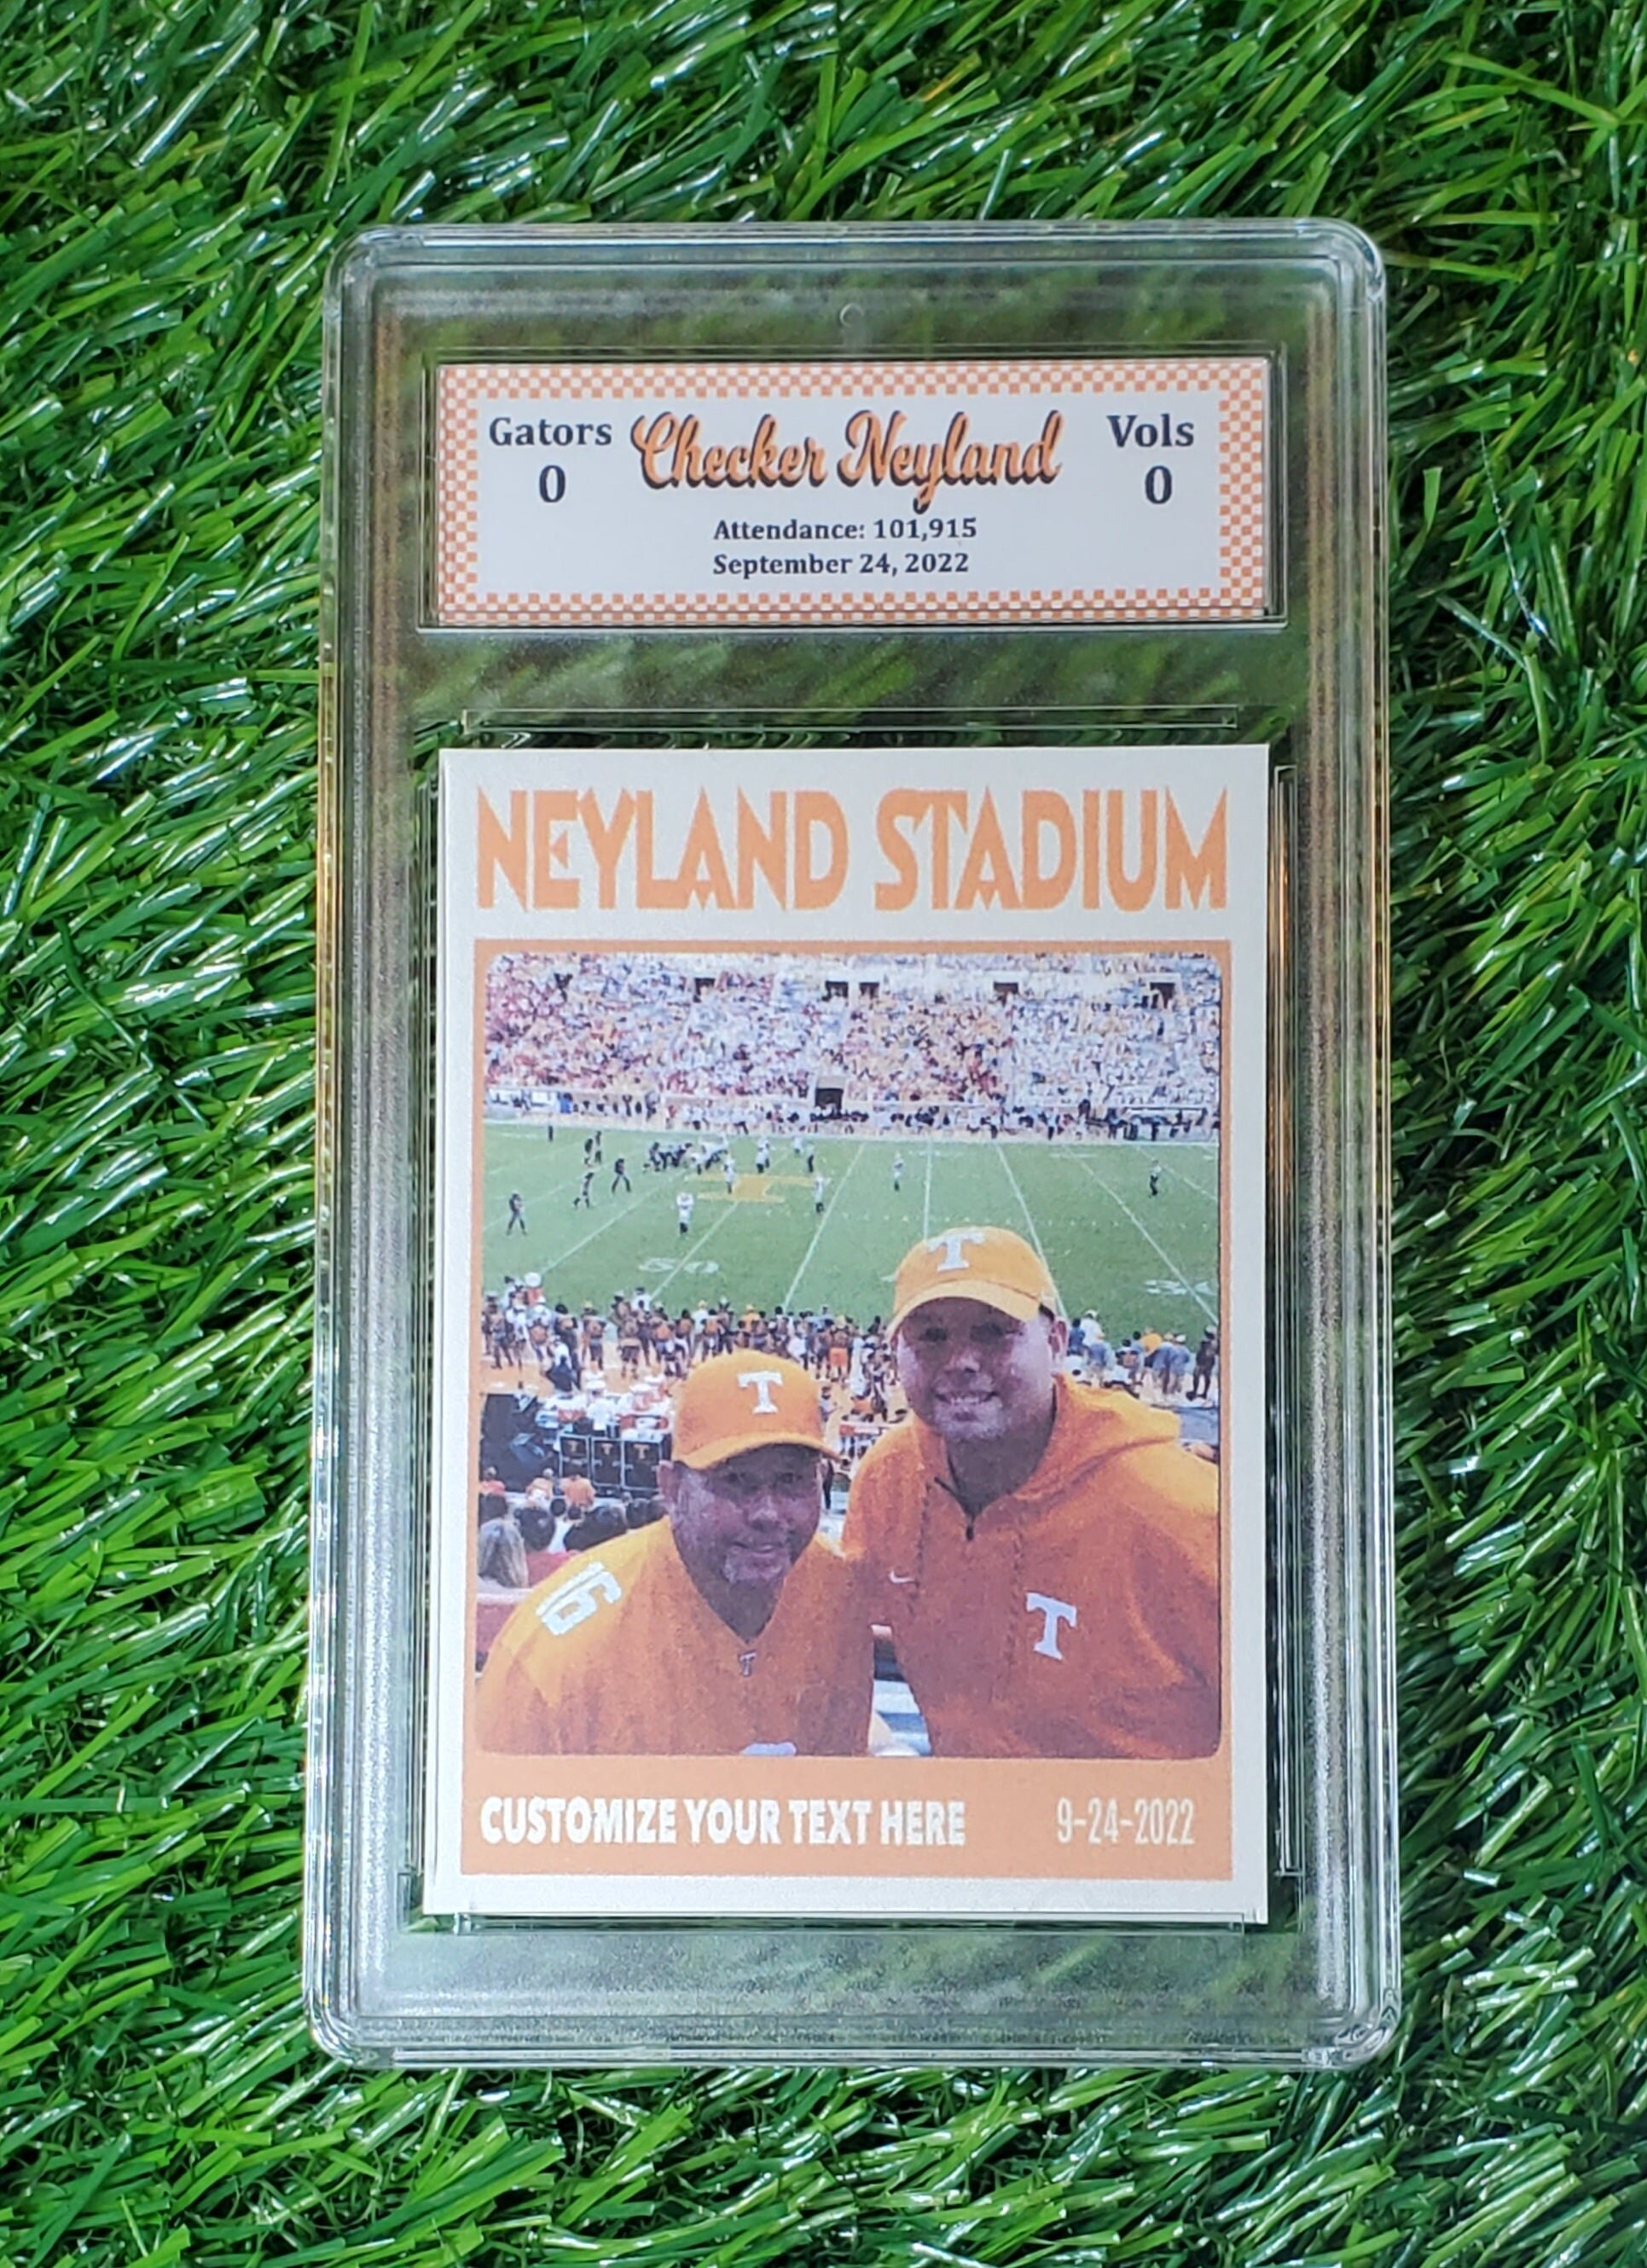 Gators Checker Neyland Vols
0 0
Attendance: 101,915
September 24, 2022
NEYLAND STADIUM
T
T
16
T
T
CUSTOMIZE YOUR TEXT HERE 9-24-2022